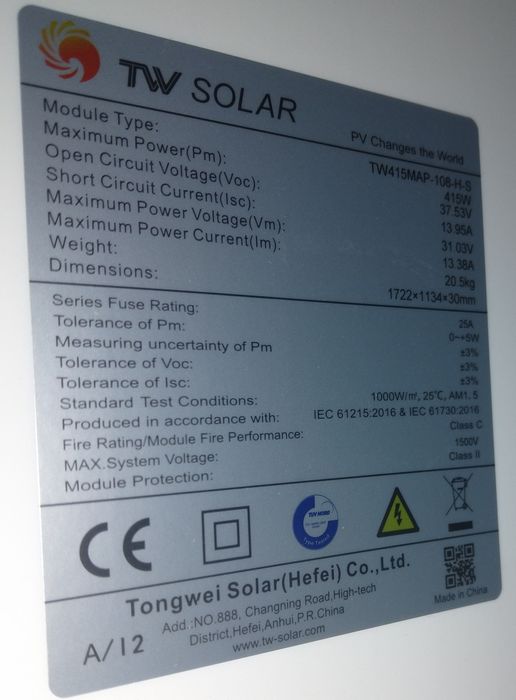 TW SOLAR
PV Changes the World
Module Type: TW415MAP-108-H-S
Maximum Power(Pm): 415W
Open Circuit Voltage(Voc): 37.53V
Short Circuit Current(Isc): 13.95A
Maximum Power Voltage(Vm): 31.03V
Maximum Power Current(Im): 13.38A
Weight: 20.5kg
Dimensions: 1722×1134×30mm
Series Fuse Rating: 25A
Tolerance of Pm: 0~+5W
Measuring uncertainty of Pm ±3%
Tolerance of Voc: ±3%
Tolerance of Isc: ±3%
Standard Test Conditions: 1000W/m², 25℃, AM1.5
Produced in accordance with: IEC 61215:2016 & IEC 61730:2016
Fire Rating/Module Fire Performance: Class C
MAX.System Voltage: 1500V
Module Protection: Class II
CE
TUV NORD
Type Tested
Tongwei Solar(Hefei) Co.,Ltd.
Add.:NO.888, Changning Road,High-tech
District,Hefei,Anhui,P.R.China
www.tw-solar.com
A/12
Made in China